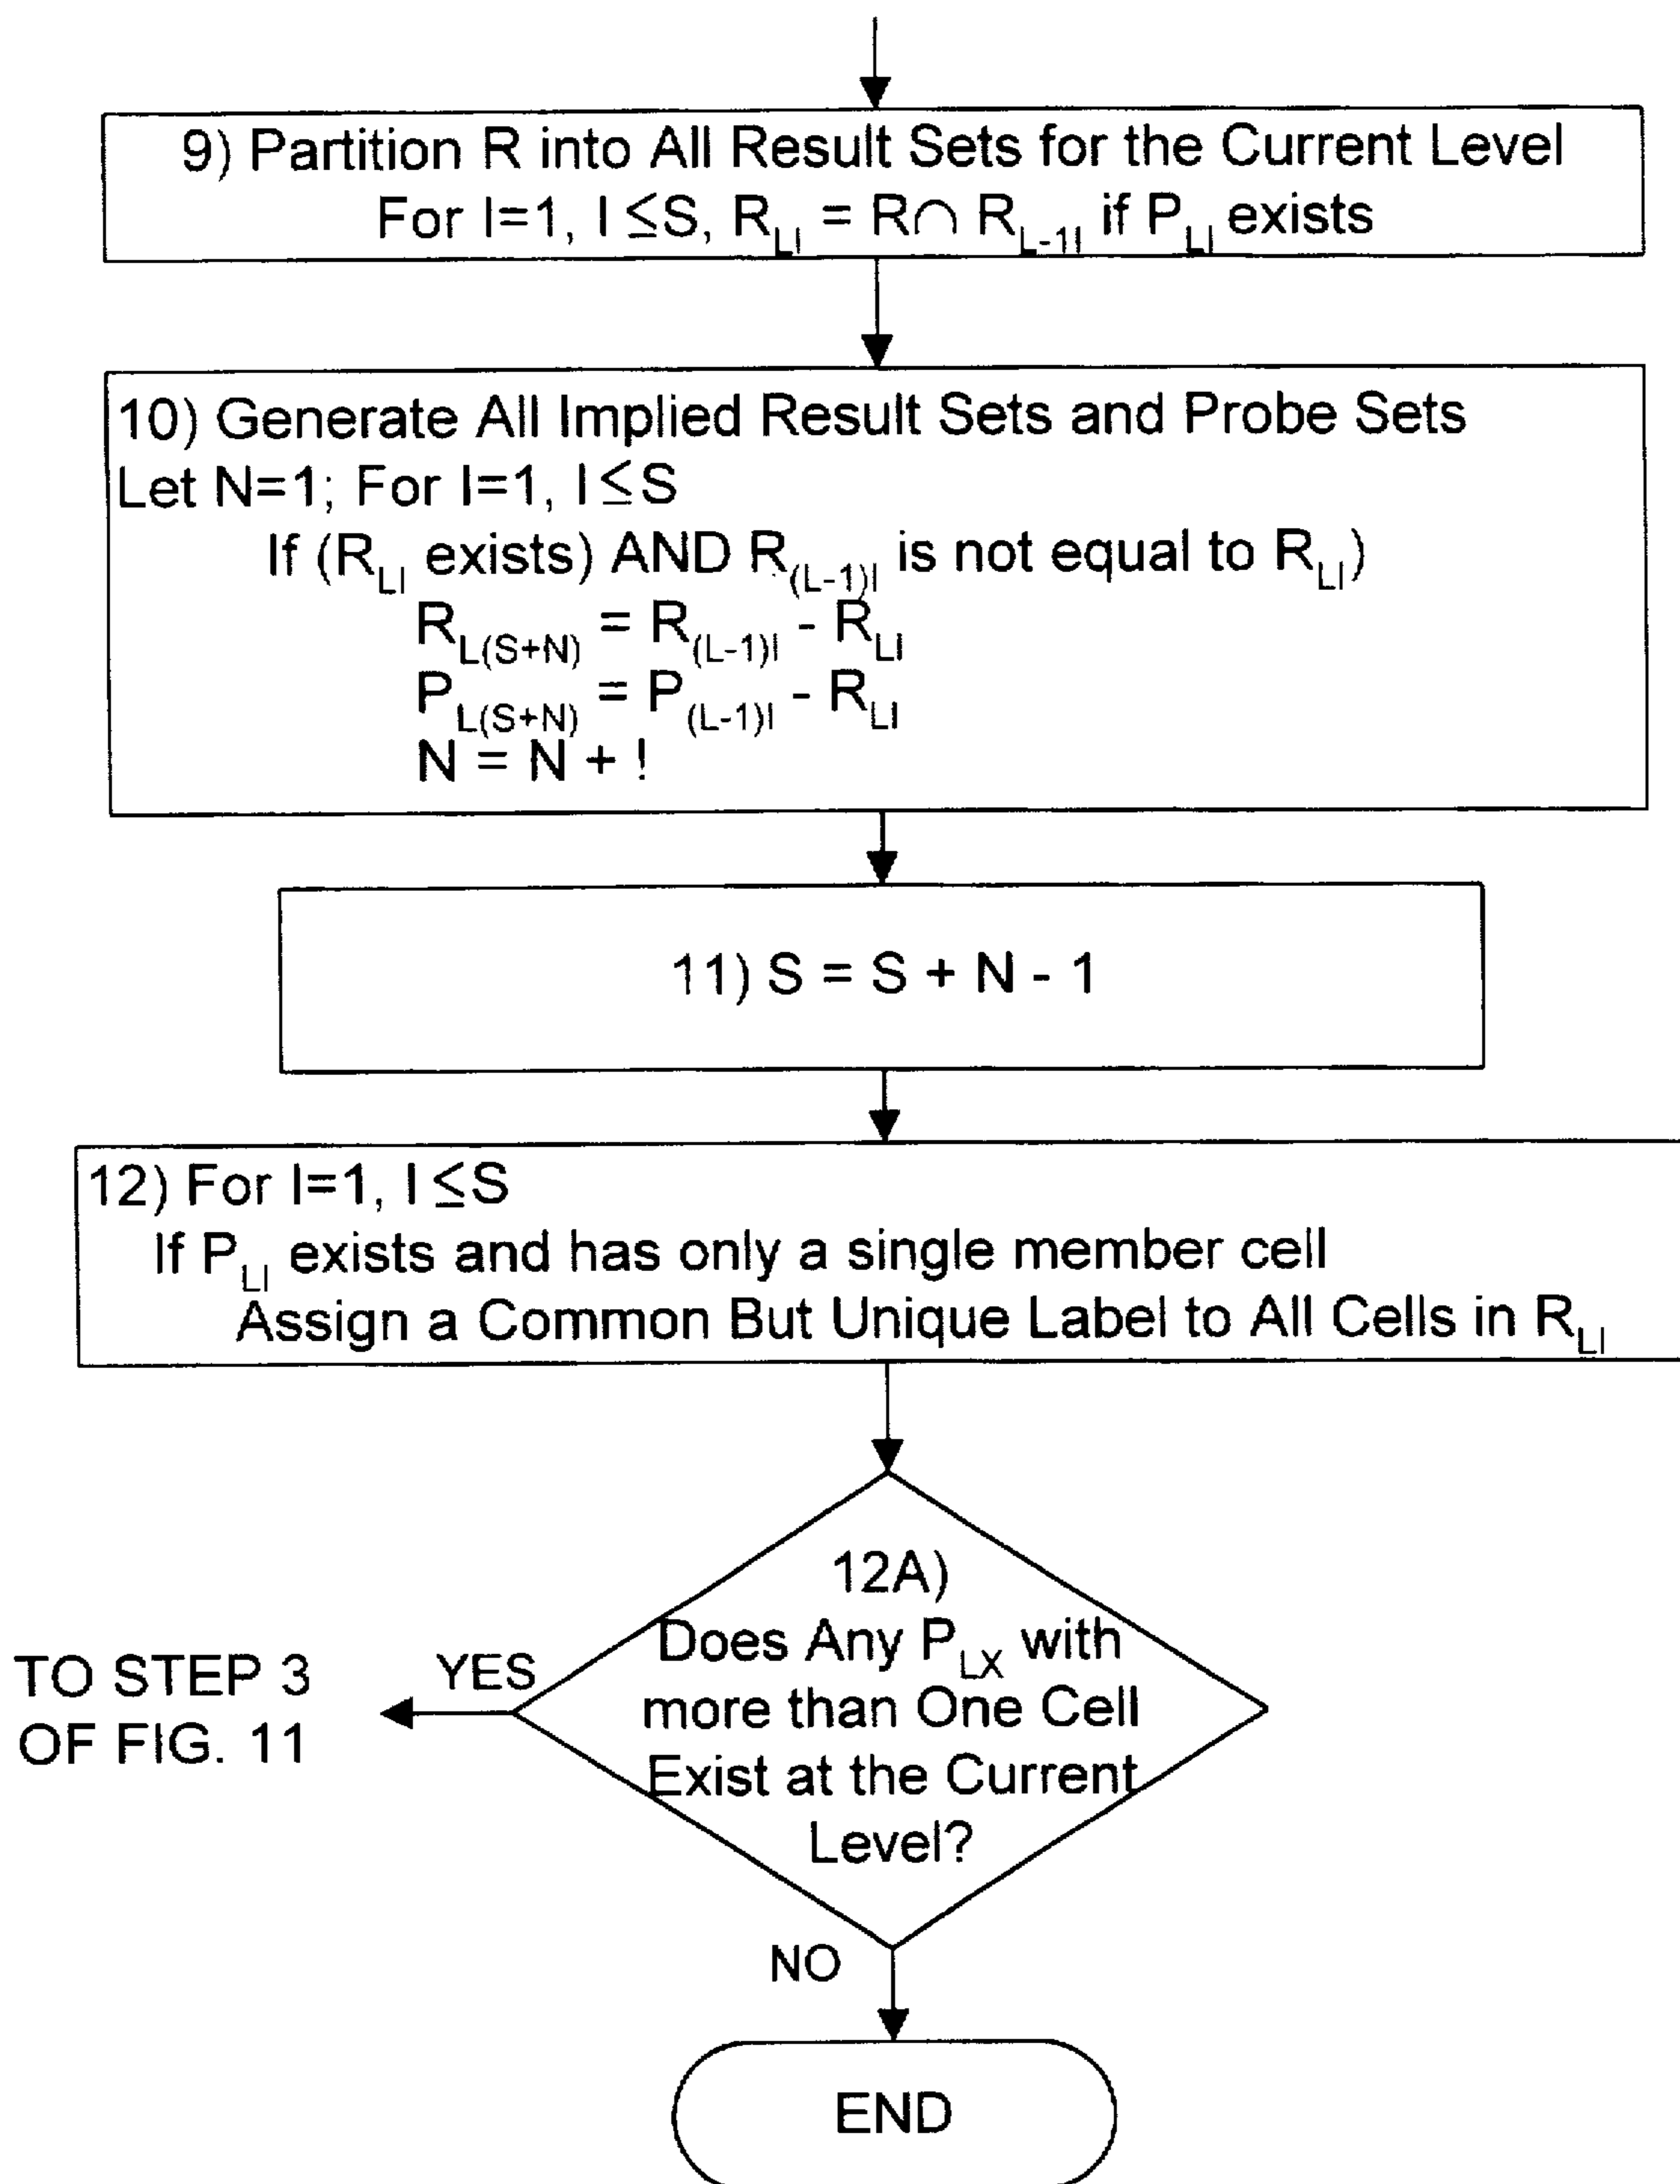 9) Partition R into All Result Sets for the Current Level
For I=1, I ≤S, R_LI = R∩ R_L-1I if P_LI exists
10) Generate All Implied Result Sets and Probe Sets
Let N=1; For I=1, I ≤S
If (R_LI exists) AND R_(L-1)I is not equal to R_LI)
R_L(S+N) = R_(L-1)I - R_LI
P_L(S+N) = P_(L-1)I - R_LI
N = N + !
11) S = S + N - 1
12) For I=1, I ≤S
If P_LI exists and has only a single member cell
Assign a Common But Unique Label to All Cells in R_LI
12A)
Does Any P_LX with
more than One Cell
Exist at the Current
Level?
YES
TO STEP 3
OF FIG. 11
NO
END